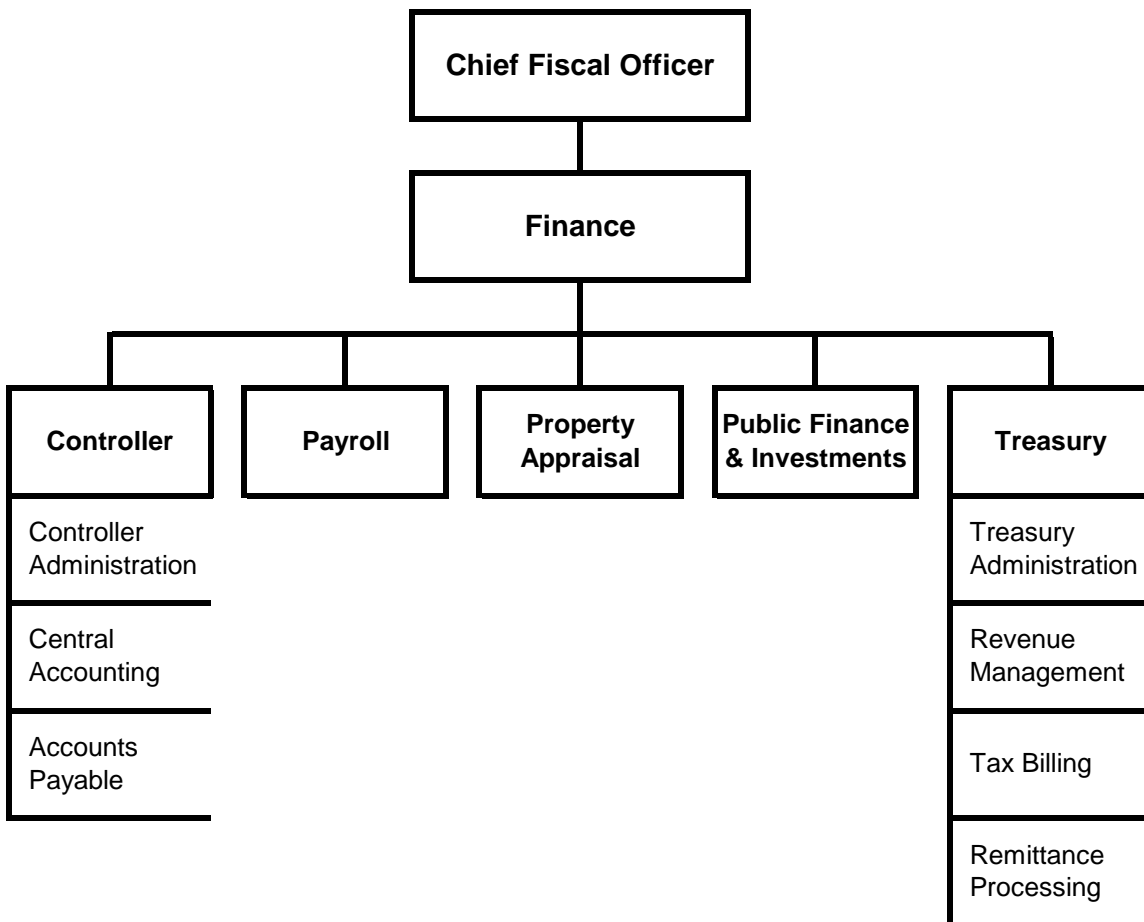 Chief Fiscal Officer
Finance
Controller
Payroll
Property
Appraisal
Public Finance
& Investments
Treasury
Controller
Administration
Central
Accounting
Accounts
Payable
Treasury
Administration
Revenue
Management
Tax Billing
Remittance
Processing